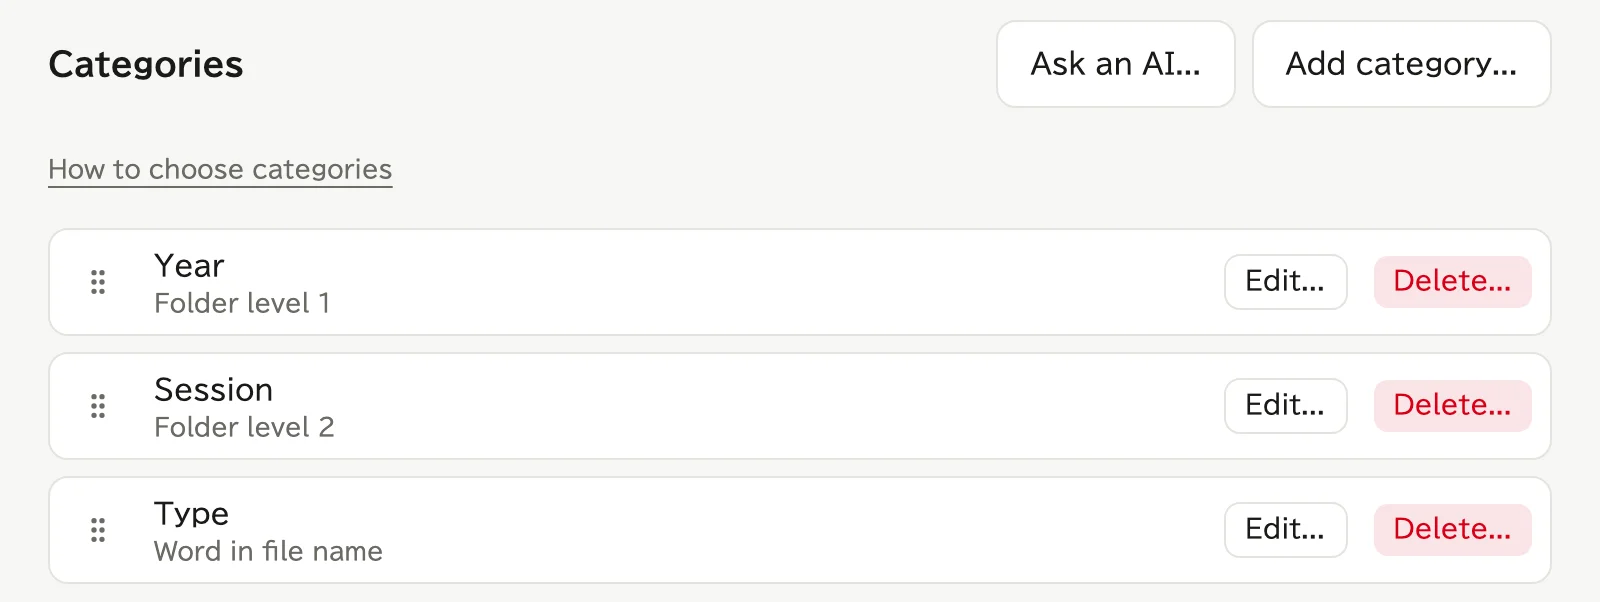 Categories
Ask an AI...
Add category...
How to choose categories
Year
Folder level 1
Edit...
Delete...
Session
Folder level 2
Edit...
Delete...
Type
Word in file name
Edit...
Delete...